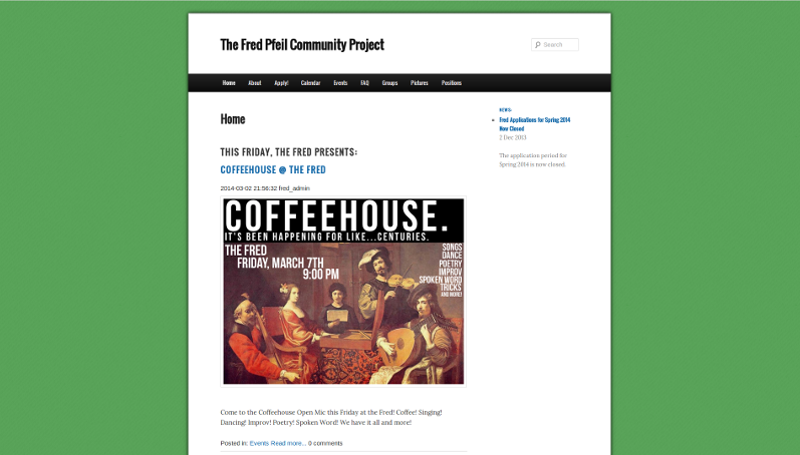 The Fred Pfeil Community Project
Search
Home About Apply! Calendar Events FAQ Groups Pictures Positions
Home
THIS FRIDAY, THE FRED PRESENTS:
COFFEEHOUSE @ THE FRED
2014-03-02 21:56:32 fred_admin
COFFEEHOUSE.
IT'S BEEN HAPPENING FOR LIKE...CENTURIES.
THE FRED
FRIDAY, MARCH 7TH
9:00 PM
SONGS
DANCE
POETRY
IMPROV
SPOKEN WORD
TRICKS
AND MORE!
Come to the Coffeehouse Open Mic this Friday at the Fred! Coffee! Singing!
Dancing! Improv! Poetry! Spoken Word! We have it all and more!
Posted in: Events Read more... 0 comments
NEWS:
Fred Applications for Spring 2014
Now Closed
2 Dec 2013
The application period for
Spring 2014 is now closed.